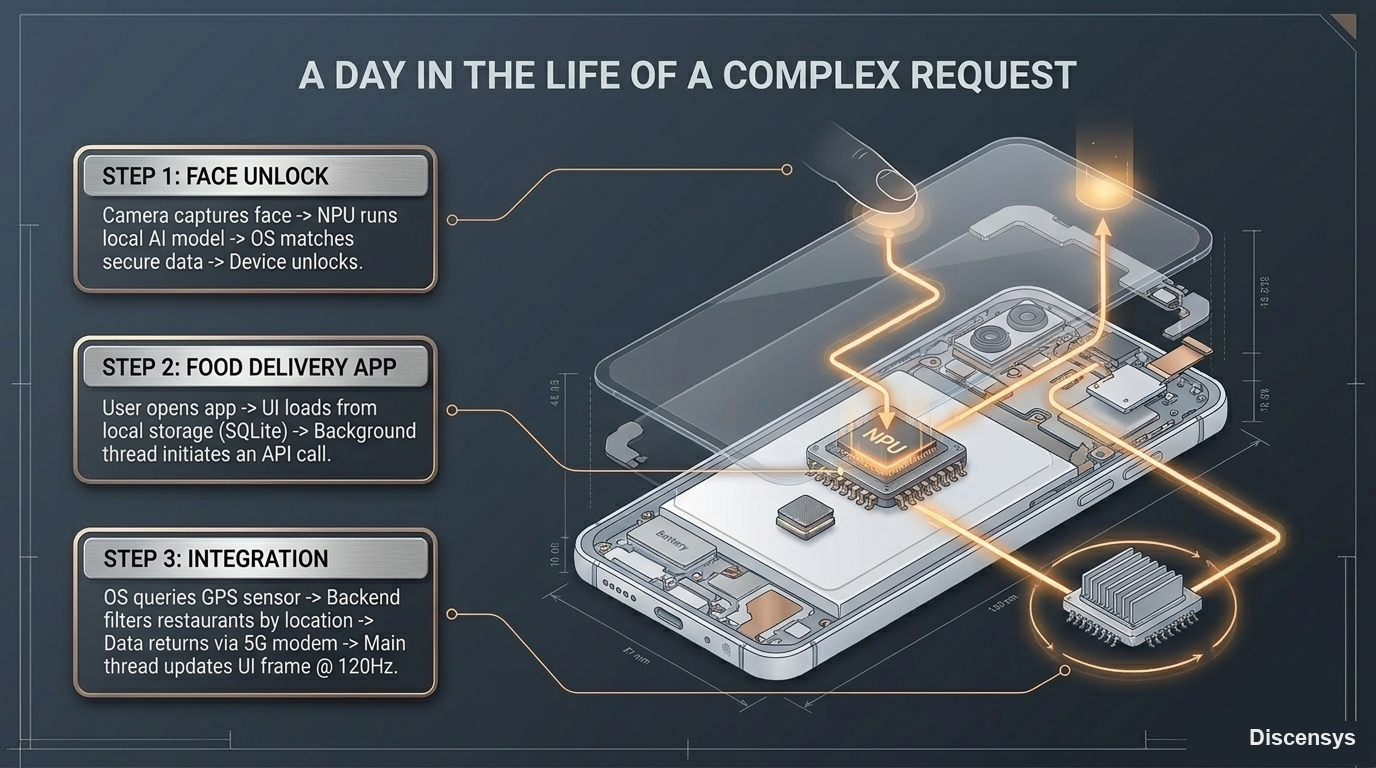 A DAY IN THE LIFE OF A COMPLEX REQUEST
STEP 1: FACE UNLOCK
Camera captures face -> NPU runs
local AI model -> OS matches
secure data -> Device unlocks.
STEP 2: FOOD DELIVERY APP
User opens app -> UI loads from
local storage (SQLite) -> Background
thread initiates an API call.
STEP 3: INTEGRATION
OS queries GPS sensor -> Backend
filters restaurants by location ->
Data returns via 5G modem -> Main
thread updates UI frame @ 120Hz.
NPU
Battery
Discensys